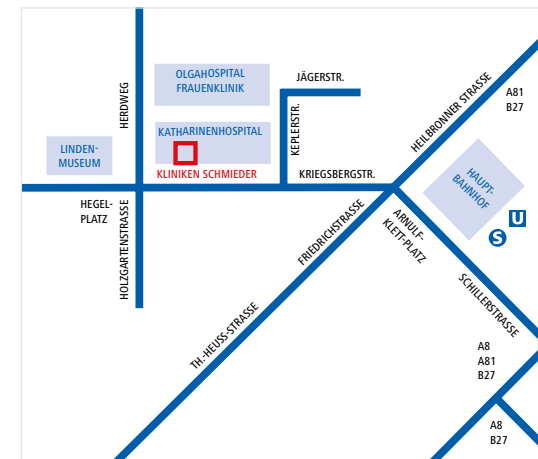 OLGAHOSPITAL
FRAUENKLINIK
JÄGERSTR.
HEILBRONNER STRASSE
A81
B27
HERDWEG
KATHARINENHOSPITAL
KEPLERSTR.
LINDEN-
MUSEUM
KLINIKEN SCHMIEDER
KRIEGSBERGSTR.
HAUPT-
BAHNHOF
HEGEL-
PLATZ
HOLZGARTENSTRASSE
FRIEDRICHSTRASSE
ARNULF-
KLETT-PLATZ
U
S
SCHILLERSTRASSE
TH.-HEUSS-STRASSE
A8
A81
B27
A8
B27